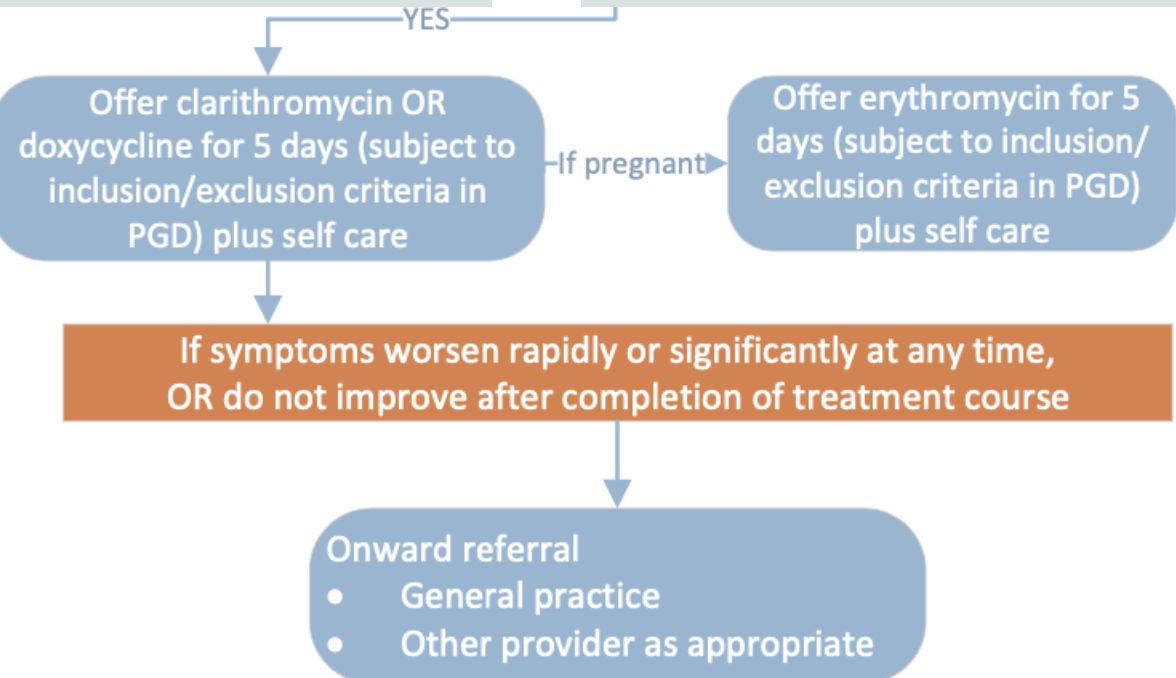 YES
Offer clarithromycin OR
doxycycline for 5 days (subject to
inclusion/exclusion criteria in
PGD) plus self care
If pregnant
Offer erythromycin for 5
days (subject to inclusion/
exclusion criteria in PGD)
plus self care
If symptoms worsen rapidly or significantly at any time,
OR do not improve after completion of treatment course
Onward referral
• General practice
• Other provider as appropriate